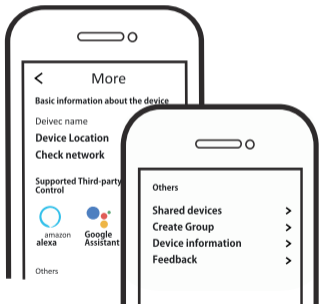 More
Basic information about the device
Deivec name
Device Location
Check network
Supported Third-party
Control
amazon
alexa
Google
Assistant
Others
Others
Shared devices
Create Group
Device information
Feedback